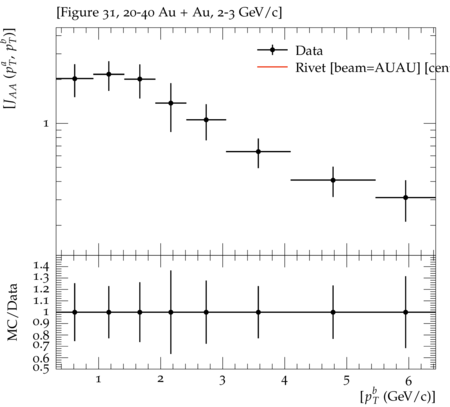 [Figure 31, 20-40 Au + Au, 2-3 GeV/c]
[J_AA (p_T^a, p_T^b)]
Data
Rivet [beam=AUAU] [cen
1
MC/Data
1.4
1.3
1.2
1.1
1
0.9
0.8
0.7
0.6
0.5
1 2 3 4 5 6
[p_T^b (GeV/c)]